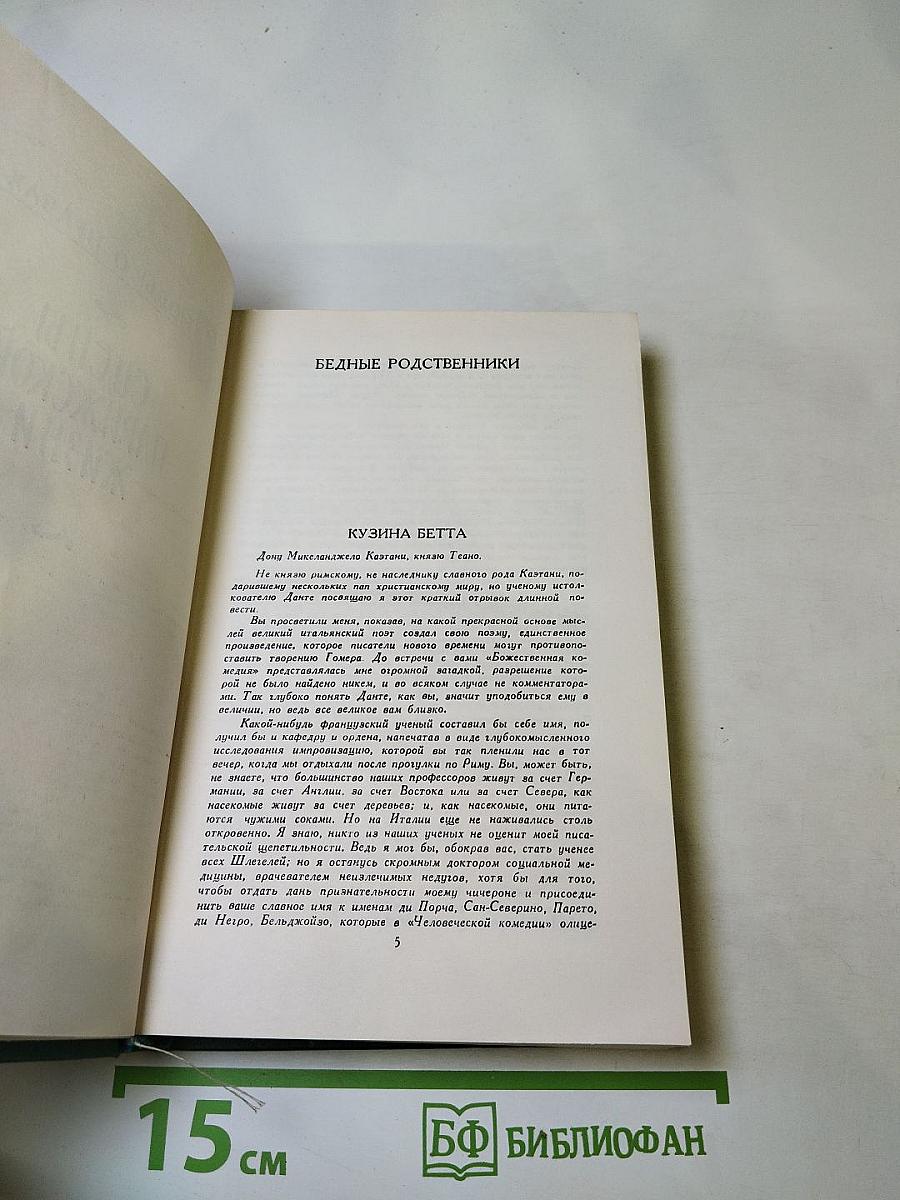 БЕДНЫЕ РОДСТВЕННИКИ
КУЗИНА БЕТТА
Дону Микеланджело Каэтани, князю Теано.
Не князю римскому, не наследнику славного рода Каэтани, по-
дарившему нескольких пап христианскому миру, но ученому истол-
кователю Данте посвящаю я этот краткий отрывок длинной по-
вести.
Вы просветили меня, показав, на какой прекрасной основе мыс-
лей великий итальянский поэт создал свою поэму, единственное
произведение, которое писатели нового времени могут противопо-
ставить творению Гомера. До встречи с вами «Божественная ко-
медия» представлялась мне огромной загадкой, разрешение кото-
рой не было найдено никем, и во всяком случае не комментатора-
ми. Так глубоко понять Данте, как вы, значит уподобиться ему в
величии, но ведь все великое вам близко.
Какой-нибудь французский ученый составил бы себе имя, по-
лучил бы и кафедру и ордена, напечатав в виде глубокомысленного
исследования импровизацию, которой вы так пленили нас в тот
вечер, когда мы отдыхали после прогулки по Риму. Вы, может быть,
не знаете, что большинство наших профессоров живут за счет Гер-
мании, за счет Англии, за счет Востока или за счет Севера, как
насекомые живут за счет деревьев; и, как насекомые, они пита-
ются чужими соками. Но на Италии еще не наживались столь
откровенно. Я знаю, никто из наших ученых не оценит моей писа-
тельской щепетильности. Ведь я мог бы, обокрав вас, стать ученее
всех Шлегелей; но я останусь скромным доктором социальной ме-
дицины, врачевателем неизлечимых недугов, хотя бы для того,
чтобы отдать дань признательности моему чичероне и присоеди-
нить ваше славное имя к именам ди Порча, Сан-Северино, Парето,
ди Негро, Бельджойзо, которые в «Человеческой комедии» олице-
5
15 см
БФ БИБЛИОФАН